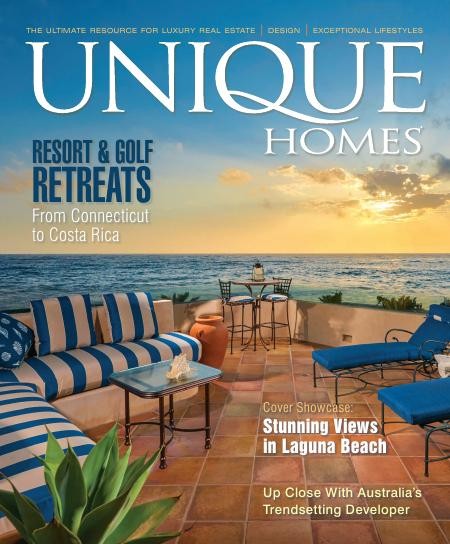 THE ULTIMATE RESOURCE FOR LUXURY REAL ESTATE | DESIGN | EXCEPTIONAL LIFESTYLES
UNIQUE
HOMES
RESORT & GOLF
RETREATS
From Connecticut
to Costa Rica
Cover Showcase:
Stunning Views
in Laguna Beach
Up Close With Australia's
Trendsetting Developer